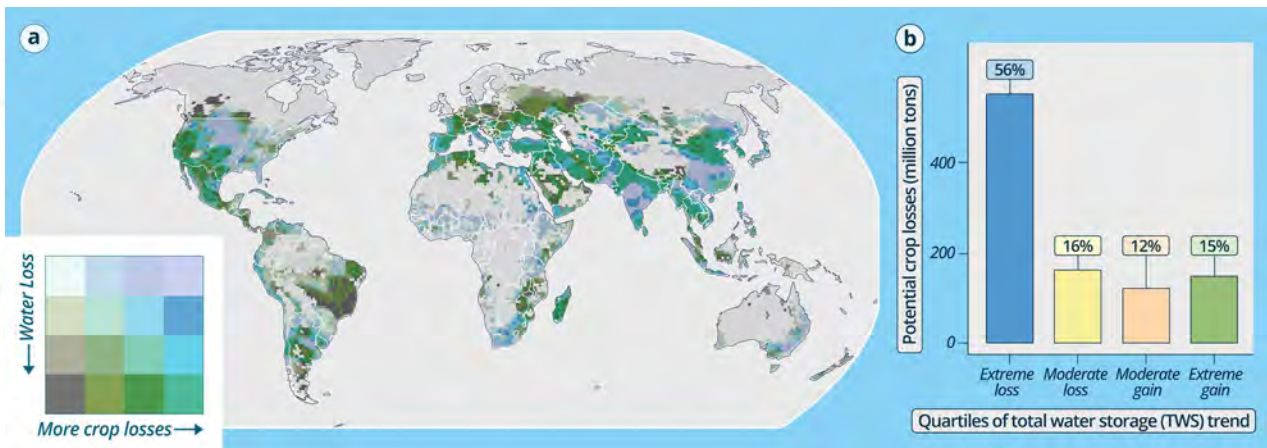 a
Water Loss
More crop losses
b
Potential crop losses (million tons)
400
200
0
56%
16%
12%
15%
Extreme loss
Moderate loss
Moderate gain
Extreme gain
Quartiles of total water storage (TWS) trend